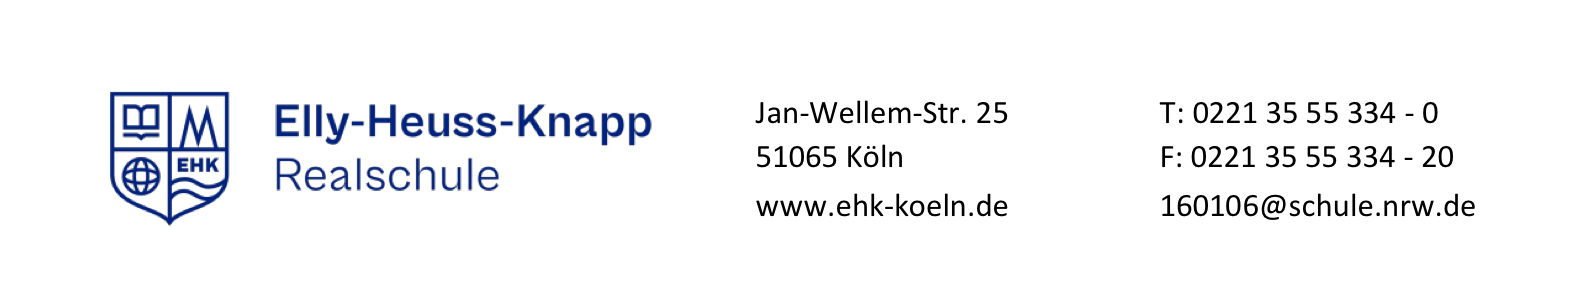 EHK
Elly-Heuss-Knapp
Realschule
Jan-Wellem-Str. 25
51065 Köln
www.ehk-koeln.de
T: 0221 35 55 334 - 0
F: 0221 35 55 334 - 20
160106@schule.nrw.de